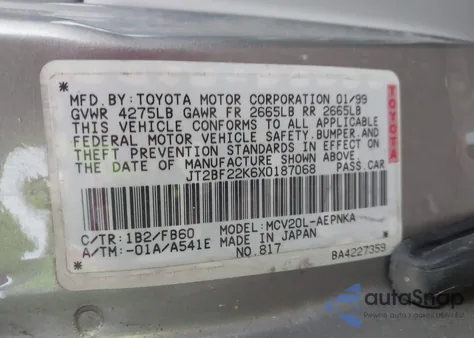 MFD. BY: TOYOTA MOTOR CORPORATION 01/99
GVWR 4275LB GAWR FR 2665LB RR 2665LB
THIS VEHICLE CONFORMS TO ALL APPLICABLE
FEDERAL MOTOR VEHICLE SAFETY, BUMPER, AND
THEFT PREVENTION STANDARDS IN EFFECT ON
THE DATE OF MANUFACTURE SHOWN ABOVE.
JT2BF22K6X0187068 PASS. CAR
TOYOTA
C/TR: 1B2/FB60 MODEL: MCV20L-AEPNKA
A/TM: -01A/A541E MADE IN JAPAN
NO. 817 BA4227359
autoSnap